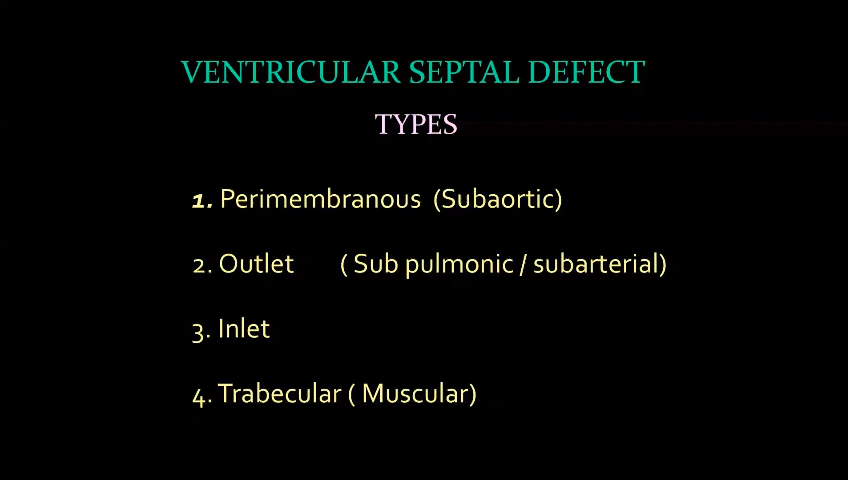 VENTRICULAR SEPTAL DEFECT
TYPES
1. Perimembranous (Subaortic)
2. Outlet ( Sub pulmonic / subarterial)
3. Inlet
4. Trabecular ( Muscular)